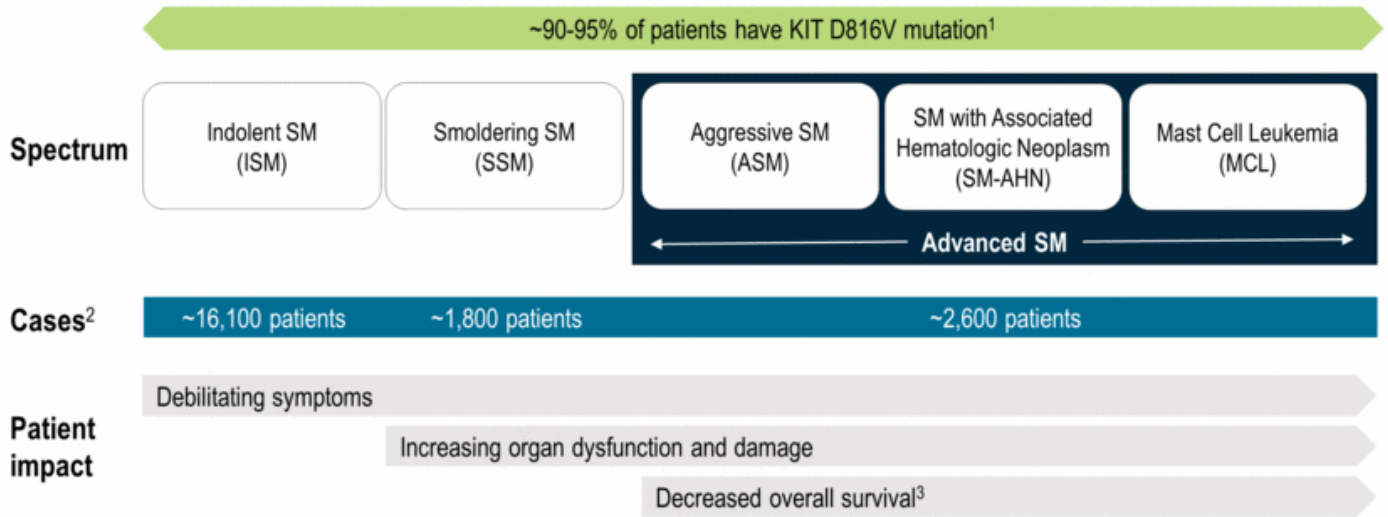 ~90-95% of patients have KIT D816V mutation¹
Spectrum
Indolent SM
(ISM)
Smoldering SM
(SSM)
Aggressive SM
(ASM)
SM with Associated
Hematologic Neoplasm
(SM-AHN)
Mast Cell Leukemia
(MCL)
Advanced SM
Cases²
~16,100 patients
~1,800 patients
~2,600 patients
Patient
impact
Debilitating symptoms
Increasing organ dysfunction and damage
Decreased overall survival³